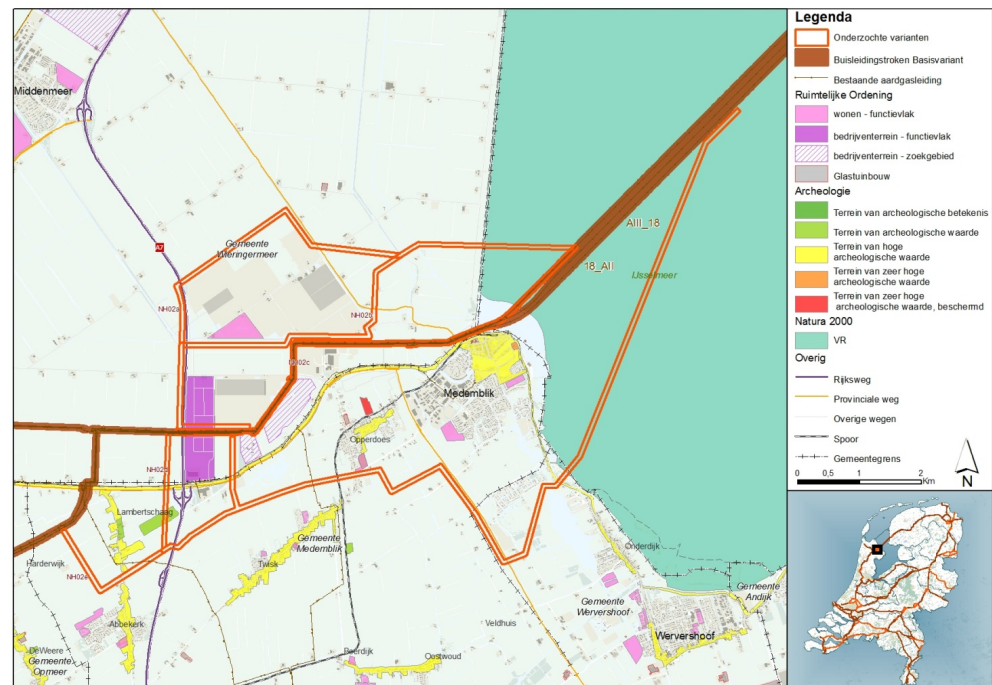 Middenmeer
A7
Gemeente
Wieringermeer
NH02a
NH02b
NH02c
AIII_18
18_AII
IJsselmeer
Medemblik
Opperdoes
Lambertschaag
Harderwijk
Gemeente
Medemblik
Twisk
Abbekerk
De Weere
Gemeente
Opmeer
Onderdijk
Gemeente
Andijk
Gemeente
Wervershoof
Wervershoof
Veldhuis
Oostwoud
Legenda
Onderzochte varianten
Buisleidingstroken Basisvariant
Bestaande aardgasleiding
Ruimtelijke Ordening
wonen - functievlak
bedrijventerrein - functievlak
bedrijventerrein - zoekgebied
Glastuinbouw
Archeologie
Terrein van archeologische betekenis
Terrein van archeologische waarde
Terrein van hoge
archeologische waarde
Terrein van zeer hoge
archeologische waarde
Terrein van zeer hoge
archeologische waarde, beschermd
Natura 2000
VR
Overig
Rijksweg
Provinciale weg
Overige wegen
Spoor
Gemeentegrens
0 0,5 1 2
Km
N